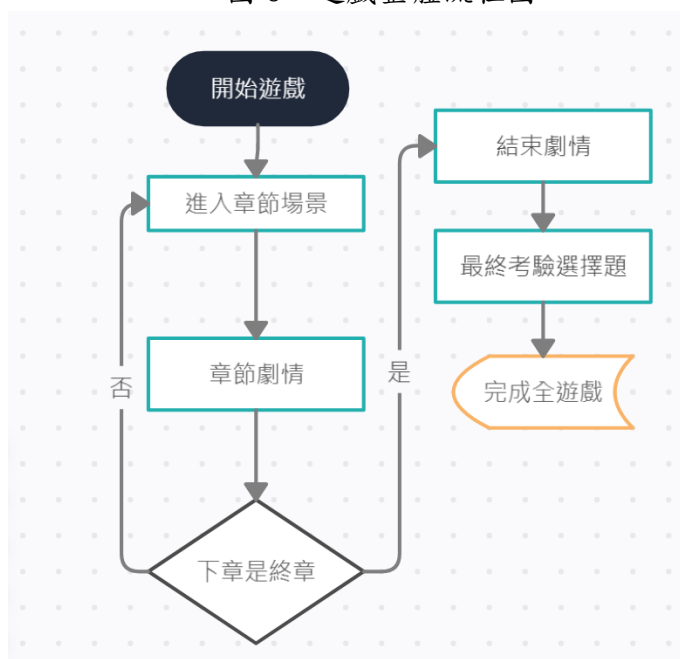 開始遊戲
進入章節場景
章節劇情
否
下章是終章
是
結束劇情
最終考驗選擇題
完成全遊戲